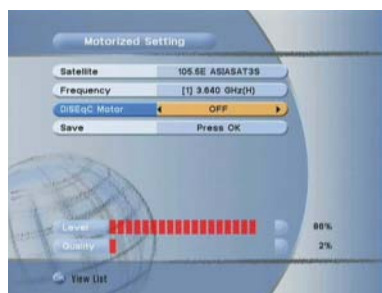 Motorized Setting
Satellite 105.5E ASIASAT3S
Frequency [1] 3.640 GHz(H)
DiSEqC Motor OFF
Save Press OK
Level 86%
Quality 2%
View List